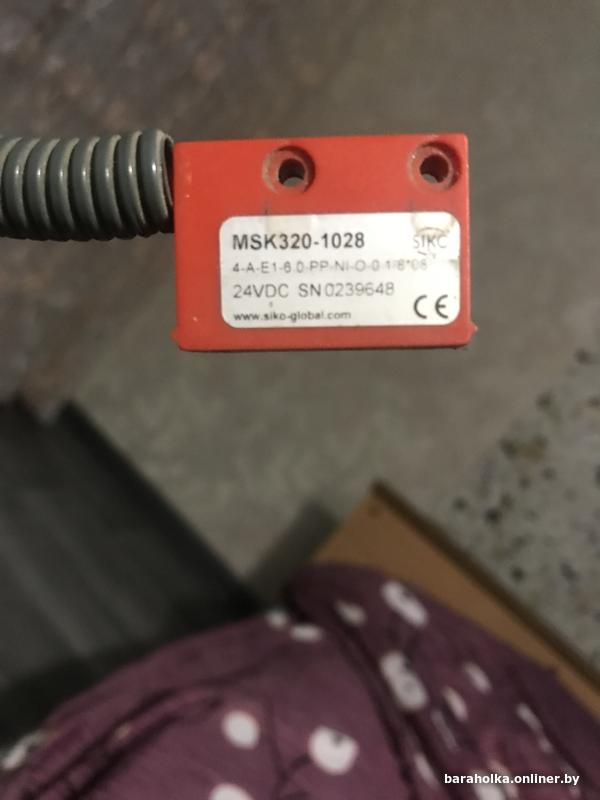 MSK320-1028
SIKO
4-A-E1-6.0-PP-NI-O-0.1/8*08
24VDC SN0239648
www.siko-global.com
CE
baraholka.onliner.by